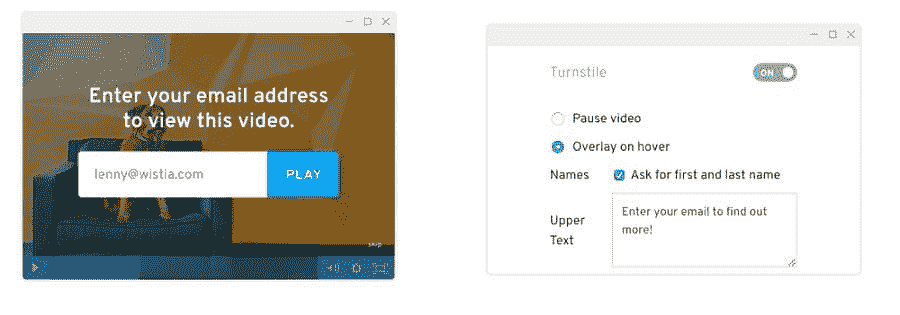 Enter your email address
to view this video.
lenny@wistia.com
PLAY
skip
Turnstile
ON
Pause video
Overlay on hover
Names
Ask for first and last name
Upper
Text
Enter your email to find out
more!